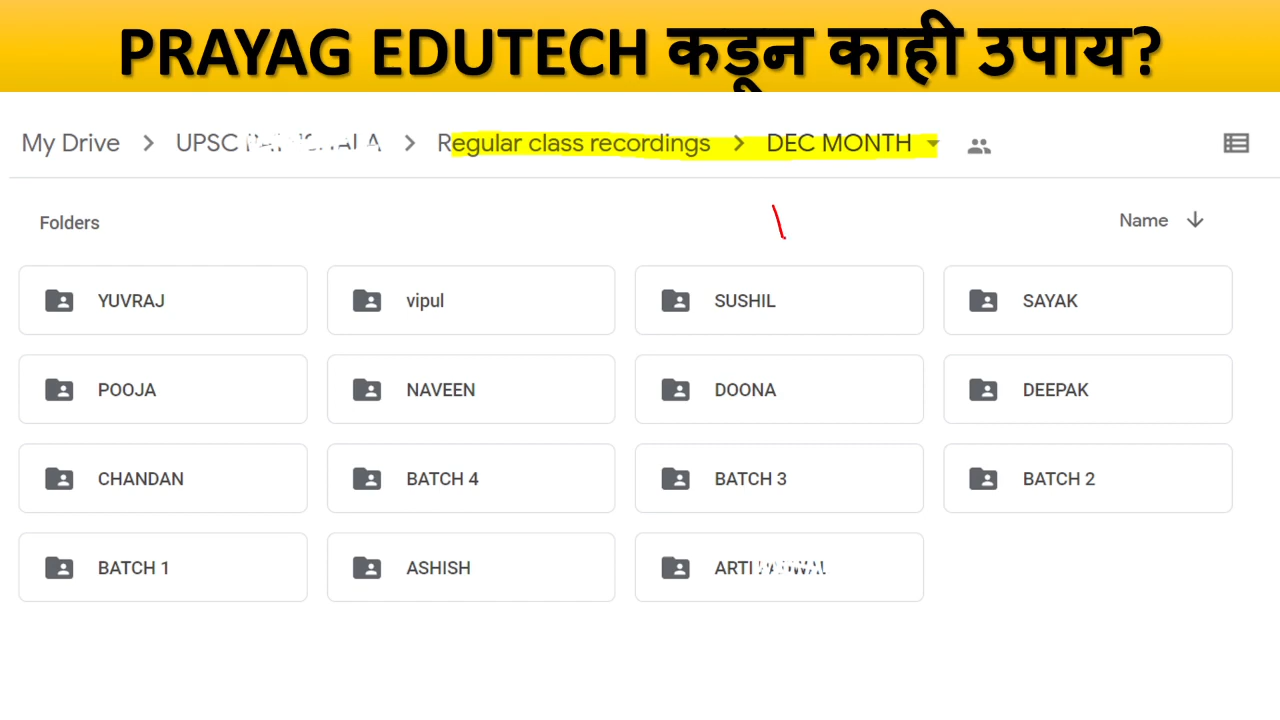 PRAYAG EDUTECH कडून काही उपाय?
My Drive > UPSC > Regular class recordings > DEC MONTH
Folders
Name
YUVRAJ
vipul
SUSHIL
SAYAK
POOJA
NAVEEN
DOONA
DEEPAK
CHANDAN
BATCH 4
BATCH 3
BATCH 2
BATCH 1
ASHISH
ARTI